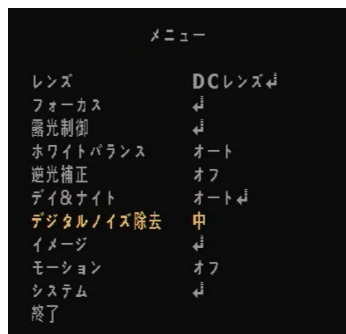 メニュー
レンズ DCレンズ↲
フォーカス ↲
露光制御 ↲
ホワイトバランス オート
逆光補正 オフ
デイ&ナイト オート↲
デジタルノイズ除去 中
イメージ ↲
モーション オフ
システム ↲
終了